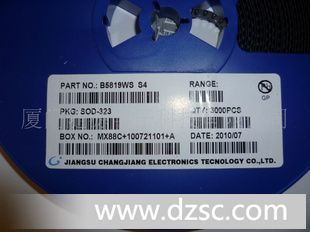 PART NO.: B5819WS S4
RANGE:
PKG: SOD-323
QTY: 3000PCS
GP
BOX NO.: MX88C+100721101+A
DATE: 2010/07
JIANGSU CHANGJIANG ELECTRONICS TECNOLOGY CO.,LTD.
www.dzsc.com